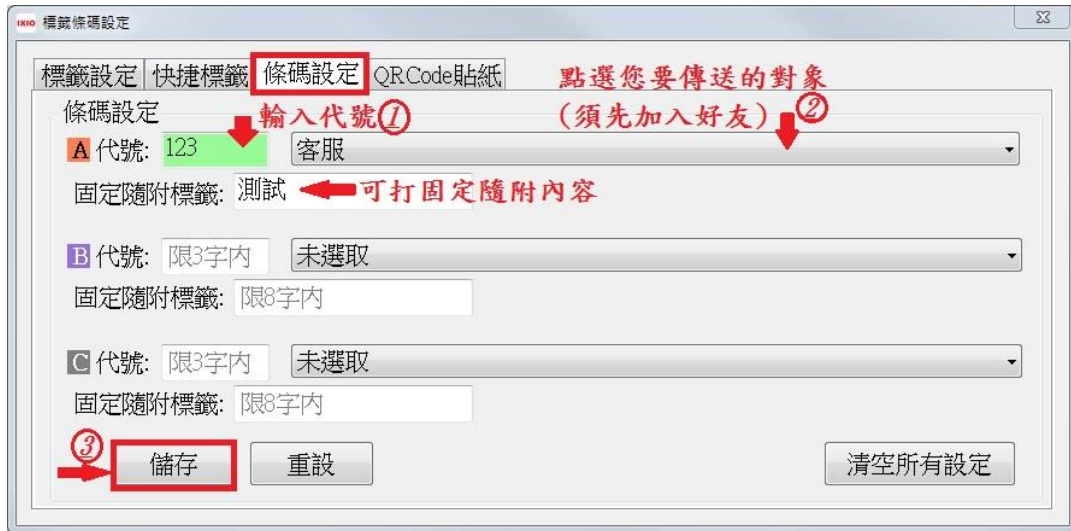 IXIO 標籤條碼設定
標籤設定 快捷標籤 條碼設定 QRCode貼紙
點選您要傳送的對象
條碼設定
輸入代號①
(須先加入好友)②
A 代號: 123 客服
固定隨附標籤: 測試 可打固定隨附內容
B 代號: 限3字内 未選取
固定隨附標籤: 限8字内
C 代號: 限3字内 未選取
固定隨附標籤: 限8字内
③
儲存 重設 清空所有設定